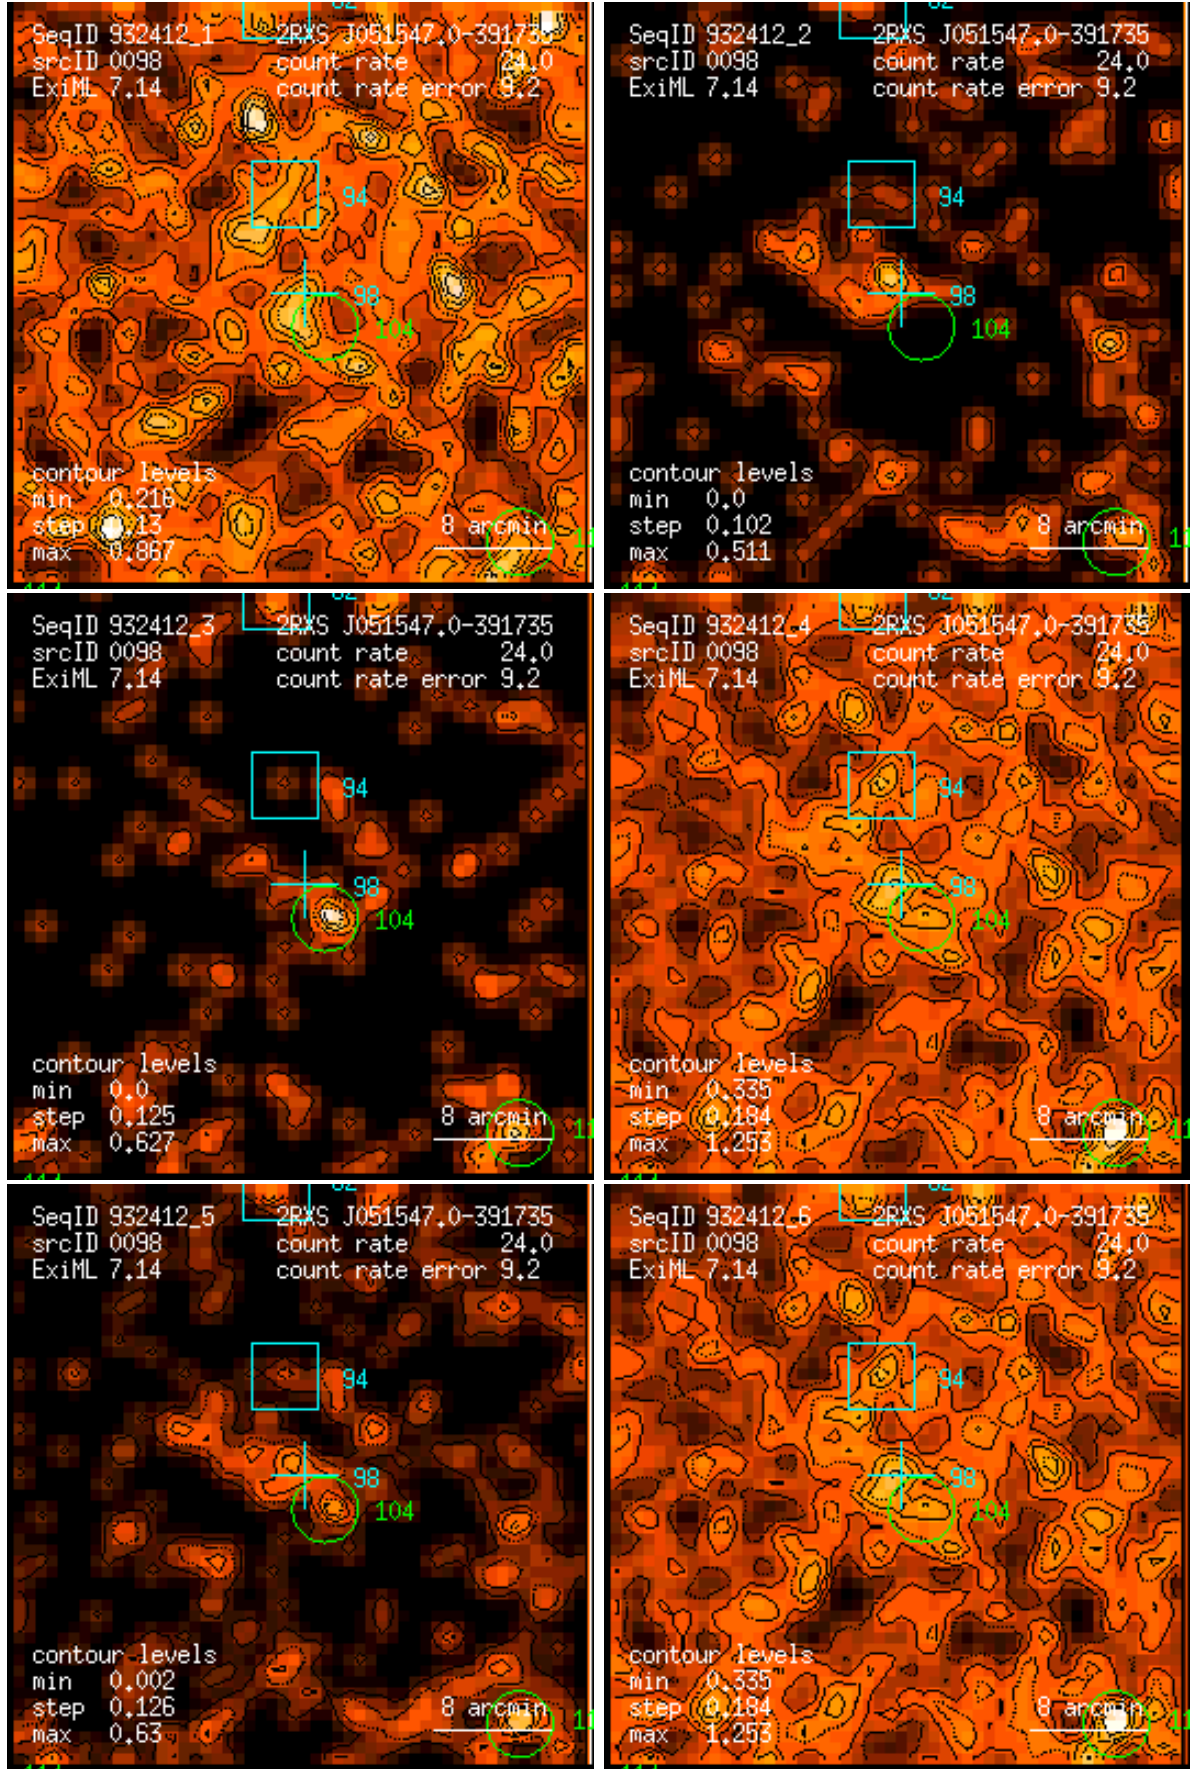 SeqID 932412_1 2RXS J051547.0-391735
srcID 0098 count rate 24.0
ExiML 7.14 count rate error 9.2
94
98
104
contour levels
min 0.216
step 0.13
max 0.867
8 arcmin
SeqID 932412_2 2RXS J051547.0-391735
srcID 0098 count rate 24.0
ExiML 7.14 count rate error 9.2
94
98
104
contour levels
min 0.0
step 0.102
max 0.511
8 arcmin
SeqID 932412_3 2RXS J051547.0-391735
srcID 0098 count rate 24.0
ExiML 7.14 count rate error 9.2
94
98
104
contour levels
min 0.0
step 0.125
max 0.627
8 arcmin
SeqID 932412_4 2RXS J051547.0-391735
srcID 0098 count rate 24.0
ExiML 7.14 count rate error 9.2
94
98
104
contour levels
min 0.335
step 0.184
max 1.253
8 arcmin
SeqID 932412_5 2RXS J051547.0-391735
srcID 0098 count rate 24.0
ExiML 7.14 count rate error 9.2
94
98
104
contour levels
min 0.002
step 0.126
max 0.63
8 arcmin
SeqID 932412_6 2RXS J051547.0-391735
srcID 0098 count rate 24.0
ExiML 7.14 count rate error 9.2
94
98
104
contour levels
min 0.335
step 0.184
max 1.253
8 arcmin